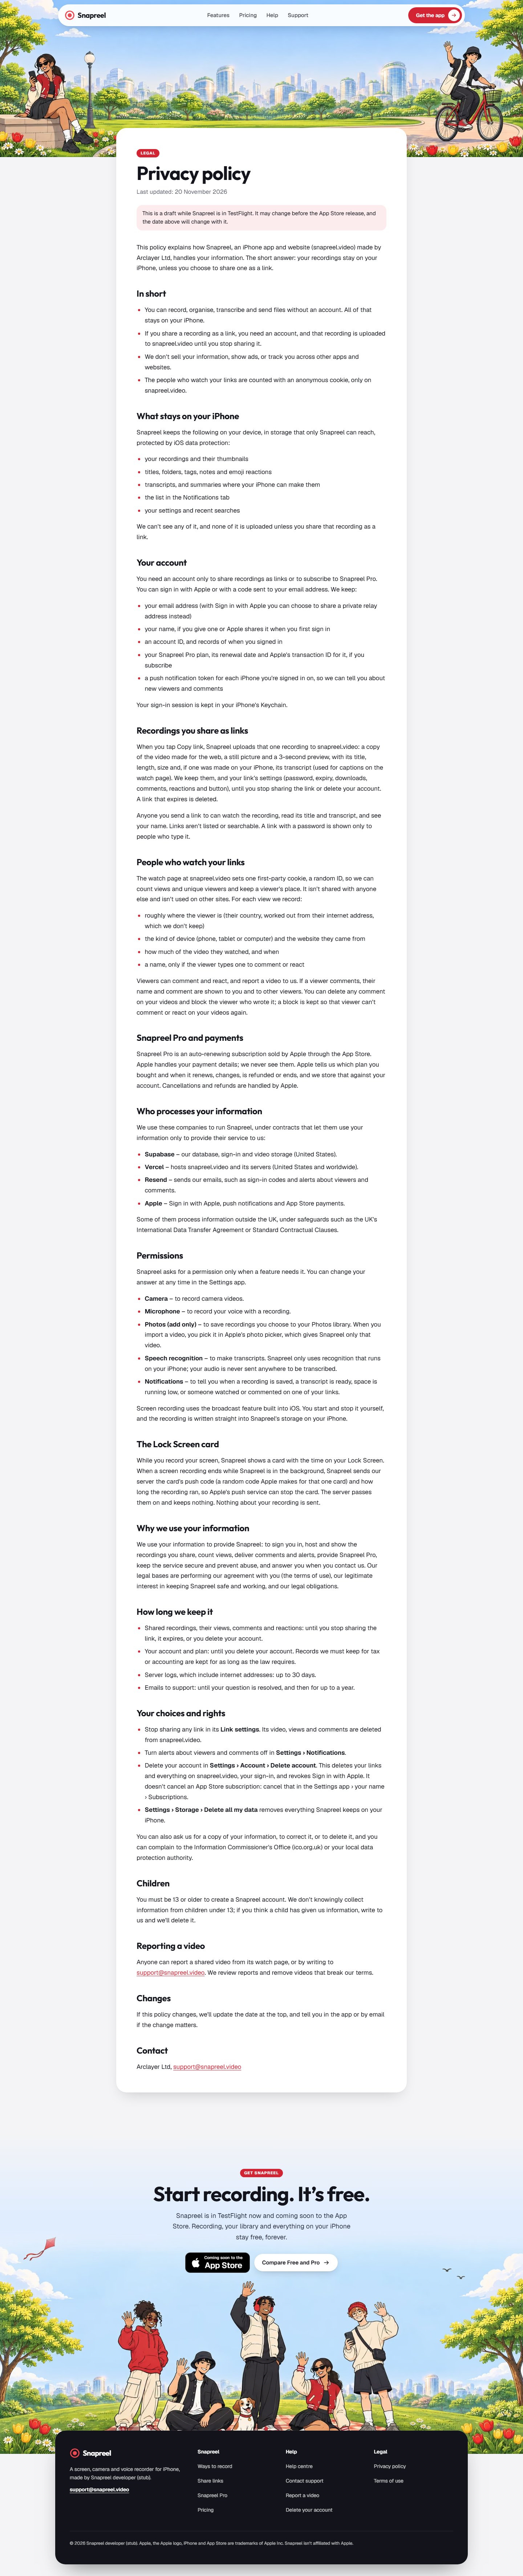 Snapreel
Features Pricing Help Support
Get the app
LEGAL
Privacy policy
Last updated: 20 November 2026
This is a draft while Snapreel is in TestFlight. It may change before the App Store release, and
the date above will change with it.
This policy explains how Snapreel, an iPhone app and website (snapreel.video) made by
Arclayer Ltd, handles your information. The short answer: your recordings stay on your
iPhone, unless you choose to share one as a link.
In short
• You can record, organise, transcribe and send files without an account. All of that
stays on your iPhone.
• If you share a recording as a link, you need an account, and that recording is uploaded
to snapreel.video until you stop sharing it.
• We don't sell your information, show ads, or track you across other apps and
websites.
• The people who watch your links are counted with an anonymous cookie, only on
snapreel.video.
What stays on your iPhone
Snapreel keeps the following on your device, in storage that only Snapreel can reach,
protected by iOS data protection:
• your recordings and their thumbnails
• titles, folders, tags, notes and emoji reactions
• transcripts, and summaries where your iPhone can make them
• the list in the Notifications tab
• your settings and recent searches
We can't see any of it, and none of it is uploaded unless you share that recording as a
link.
Your account
You need an account only to share recordings as links or to subscribe to Snapreel Pro.
You can sign in with Apple or with a code sent to your email address. We keep:
• your email address (with Sign in with Apple you can choose to share a private relay
address instead)
• your name, if you give one or Apple shares it when you first sign in
• an account ID, and records of when you signed in
• your Snapreel Pro plan, its renewal date and Apple's transaction ID for it, if you
subscribe
• a push notification token for each iPhone you're signed in on, so we can tell you about
new viewers and comments
Your sign-in session is kept in your iPhone's Keychain.
Recordings you share as links
When you tap Copy link, Snapreel uploads that one recording to snapreel.video: a copy
of the video made for the web, a still picture and a 3-second preview, with its title,
length, size and, if one was made on your iPhone, its transcript (used for captions on the
watch page). We keep them, and your link's settings (password, expiry, downloads,
comments, reactions and button), until you stop sharing the link or delete your account.
A link that expires is deleted.
Anyone you send a link to can watch the recording, read its title and transcript, and see
your name. Links aren't listed or searchable. A link with a password is shown only to
people who type it.
People who watch your links
The watch page at snapreel.video sets one first-party cookie, a random ID, so we can
count views and unique viewers and keep a viewer's place. It isn't shared with anyone
else and isn't used on other sites. For each view we record:
• roughly where the viewer is (their country, worked out from their internet address,
which we don't keep)
• the kind of device (phone, tablet or computer) and the website they came from
• how much of the video they watched, and when
• a name, only if the viewer types one to comment or react
Viewers can comment and react, and report a video to us. If a viewer comments, their
name and comment are shown to you and to other viewers. You can delete any comment
on your videos and block the viewer who wrote it; a block is kept so that viewer can't
comment or react on your videos again.
Snapreel Pro and payments
Snapreel Pro is an auto-renewing subscription sold by Apple through the App Store.
Apple handles your payment details; we never see them. Apple tells us which plan you
bought and when it renews, changes, is refunded or ends, and we store that against your
account. Cancellations and refunds are handled by Apple.
Who processes your information
We use these companies to run Snapreel, under contracts that let them use your
information only to provide their service to us:
• Supabase – our database, sign-in and video storage (United States).
• Vercel – hosts snapreel.video and its servers (United States and worldwide).
• Resend – sends our emails, such as sign-in codes and alerts about viewers and
comments.
• Apple – Sign in with Apple, push notifications and App Store payments.
Some of them process information outside the UK, under safeguards such as the UK's
International Data Transfer Agreement or Standard Contractual Clauses.
Permissions
Snapreel asks for a permission only when a feature needs it. You can change your
answer at any time in the Settings app.
• Camera – to record camera videos.
• Microphone – to record your voice with a recording.
• Photos (add only) – to save recordings you choose to your Photos library. When you
import a video, you pick it in Apple's photo picker, which gives Snapreel only that
video.
• Speech recognition – to make transcripts. Snapreel only uses recognition that runs
on your iPhone; your audio is never sent anywhere to be transcribed.
• Notifications – to tell you when a recording is saved, a transcript is ready, space is
running low, or someone watched or commented on one of your links.
Screen recording uses the broadcast feature built into iOS. You start and stop it yourself,
and the recording is written straight into Snapreel's storage on your iPhone.
The Lock Screen card
While you record your screen, Snapreel shows a card with the time on your Lock Screen.
When a screen recording ends while Snapreel is in the background, Snapreel sends our
server the card's push code (a random code Apple makes for that one card) and how
long the recording ran, so Apple's push service can stop the card. The server passes
them on and keeps nothing. Nothing about your recording is sent.
Why we use your information
We use your information to provide Snapreel: to sign you in, host and show the
recordings you share, count views, deliver comments and alerts, provide Snapreel Pro,
keep the service secure and prevent abuse, and answer you when you contact us. Our
legal bases are performing our agreement with you (the terms of use), our legitimate
interest in keeping Snapreel safe and working, and our legal obligations.
How long we keep it
• Shared recordings, their views, comments and reactions: until you stop sharing the
link, it expires, or you delete your account.
• Your account and plan: until you delete your account. Records we must keep for tax
or accounting are kept for as long as the law requires.
• Server logs, which include internet addresses: up to 30 days.
• Emails to support: until your question is resolved, and then for up to a year.
Your choices and rights
• Stop sharing any link in its Link settings. Its video, views and comments are deleted
from snapreel.video.
• Turn alerts about viewers and comments off in Settings › Notifications.
• Delete your account in Settings › Account › Delete account. This deletes your links
and everything on snapreel.video, your sign-in, and revokes Sign in with Apple. It
doesn't cancel an App Store subscription: cancel that in the Settings app › your name
› Subscriptions.
• Settings › Storage › Delete all my data removes everything Snapreel keeps on your
iPhone.
You can also ask us for a copy of your information, to correct it, or to delete it, and you
can complain to the Information Commissioner's Office (ico.org.uk) or your local data
protection authority.
Children
You must be 13 or older to create a Snapreel account. We don't knowingly collect
information from children under 13; if you think a child has given us information, write to
us and we'll delete it.
Reporting a video
Anyone can report a shared video from its watch page, or by writing to
support@snapreel.video. We review reports and remove videos that break our terms.
Changes
If this policy changes, we'll update the date at the top, and tell you in the app or by email
if the change matters.
Contact
Arclayer Ltd, support@snapreel.video
GET SNAPREEL
Start recording. It's free.
Snapreel is in TestFlight now and coming soon to the App
Store. Recording, your library and everything on your iPhone
stay free, forever.
Coming soon to the
App Store
Compare Free and Pro
Snapreel
A screen, camera and voice recorder for iPhone,
made by Snapreel developer (stub).
support@snapreel.video
Snapreel
Ways to record
Share links
Snapreel Pro
Pricing
Help
Help centre
Contact support
Report a video
Delete your account
Legal
Privacy policy
Terms of use
© 2026 Snapreel developer (stub). Apple, the Apple logo, iPhone and App Store are trademarks of Apple Inc. Snapreel isn't affiliated with Apple.